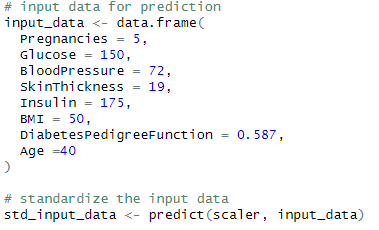 # input data for prediction
input_data <- data.frame(
  Pregnancies = 5,
  Glucose = 150,
  BloodPressure = 72,
  SkinThickness = 19,
  Insulin = 175,
  BMI = 50,
  DiabetesPedigreeFunction = 0.587,
  Age =40
)
# standardize the input data
std_input_data <- predict(scaler, input_data)